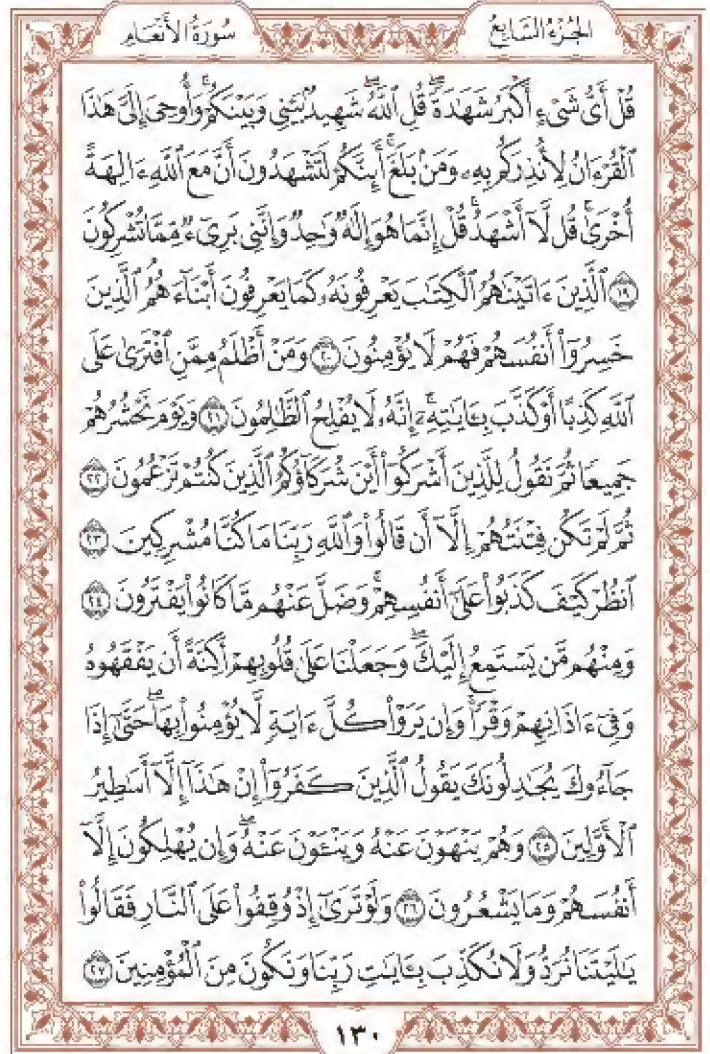 الجزء السابع
سورة الأنعام
قُلْ أَيُّ شَىْءٍ أَكْبَرُ شَهَٰدَةًۖ قُلِ ٱللَّهُۖ شَهِيدٌۢ بَيْنِى وَبَيْنَكُمْۚ وَأُوحِىَ إِلَىَّ هَٰذَا
ٱلْقُرْءَانُ لِأُنذِرَكُم بِهِۦ وَمَنۢ بَلَغَۚ أَئِنَّكُمْ لَتَشْهَدُونَ أَنَّ مَعَ ٱللَّهِ ءَالِهَةً
أُخْرَىٰۚ قُل لَّآ أَشْهَدُۚ قُلْ إِنَّمَا هُوَ إِلَٰهٌ وَٰحِدٌ وَإِنَّنِى بَرِىٓءٌ مِّمَّا تُشْرِكُونَ
١٩ ٱلَّذِينَ ءَاتَيْنَٰهُمُ ٱلْكِتَٰبَ يَعْرِفُونَهُۥ كَمَا يَعْرِفُونَ أَبْنَآءَهُمُۘ ٱلَّذِينَ
خَسِرُوٓا۟ أَنفُسَهُمْ فَهُمْ لَا يُؤْمِنُونَ ٢٠ وَمَنْ أَظْلَمُ مِمَّنِ ٱفْتَرَىٰ عَلَى
ٱللَّهِ كَذِبًا أَوْ كَذَّبَ بِـَٔايَٰتِهِۦٓۗ إِنَّهُۥ لَا يُفْلِحُ ٱلظَّٰلِمُونَ ٢١ وَيَوْمَ نَحْشُرُهُمْ
جَمِيعًا ثُمَّ نَقُولُ لِلَّذِينَ أَشْرَكُوٓا۟ أَيْنَ شُرَكَآؤُكُمُ ٱلَّذِينَ كُنتُمْ تَزْعُمُونَ ٢٢
ثُمَّ لَمْ تَكُن فِتْنَتُهُمْ إِلَّآ أَن قَالُوا۟ وَٱللَّهِ رَبِّنَا مَا كُنَّا مُشْرِكِينَ ٢٣
ٱنظُرْ كَيْفَ كَذَبُوا۟ عَلَىٰٓ أَنفُسِهِمْۚ وَضَلَّ عَنْهُم مَّا كَانُوا۟ يَفْتَرُونَ ٢٤
وَمِنْهُم مَّن يَسْتَمِعُ إِلَيْكَۖ وَجَعَلْنَا عَلَىٰ قُلُوبِهِمْ أَكِنَّةً أَن يَفْقَهُوهُ
وَفِىٓ ءَاذَانِهِمْ وَقْرًاۚ وَإِن يَرَوْا۟ كُلَّ ءَايَةٍ لَّا يُؤْمِنُوا۟ بِهَاۖ حَتَّىٰٓ إِذَا
جَآءُوكَ يُجَٰدِلُونَكَ يَقُولُ ٱلَّذِينَ كَفَرُوٓا۟ إِنْ هَٰذَآ إِلَّآ أَسَٰطِيرُ
ٱلْأَوَّلِينَ ٢٥ وَهُمْ يَنْهَوْنَ عَنْهُ وَيَنْـَٔوْنَ عَنْهُۖ وَإِن يُهْلِكُونَ إِلَّآ
أَنفُسَهُمْ وَمَا يَشْعُرُونَ ٢٦ وَلَوْ تَرَىٰٓ إِذْ وُقِفُوا۟ عَلَى ٱلنَّارِ فَقَالُوا۟
يَٰلَيْتَنَا نُرَدُّ وَلَا نُكَذِّبَ بِـَٔايَٰتِ رَبِّنَا وَنَكُونَ مِنَ ٱلْمُؤْمِنِينَ ٢٧
١٣٠